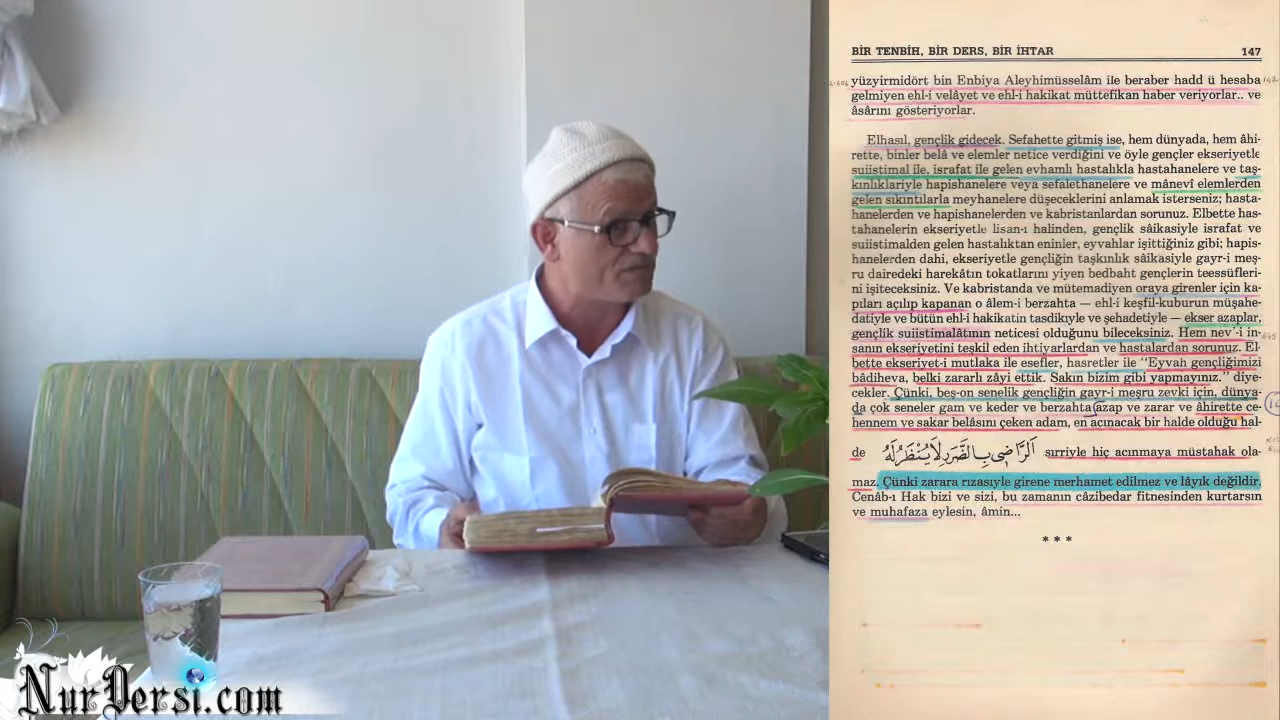 BİR TENBİH, BİR DERS, BİR İHTAR 147
yüzyirmidört bin Enbiya Aleyhimüsselâm ile beraber hadd ü hesaba
gelmiyen ehl-i velâyet ve ehl-i hakikat müttefikan haber veriyorlar.. ve
âsârını gösteriyorlar.
Elhasıl, gençlik gidecek. Sefahette gitmiş ise, hem dünyada, hem âhi-
rette, binler belâ ve elemler netice verdiğini ve öyle gençler ekseriyetle
suiistimal ile, israfat ile gelen evhamlı hastalıkla hastahanelere ve taş-
kınlıklariyle hapishanelere veya sefalethanelere ve mânevî elemlerden
gelen sıkıntılarla meyhanelere düşeceklerini anlamak isterseniz; hasta-
hanelerden ve hapishanelerden ve kabristanlardan sorunuz. Elbette has-
tahanelerin ekseriyetle lisan-ı halinden, gençlik sâikasiyle israfat ve
suiistimalden gelen hastalıktan eninler, eyvahlar işittiğiniz gibi; hapis-
hanelerden dahi, ekseriyetle gençliğin taşkınlık sâikasiyle gayr-i meş-
ru dairedeki harekâtın tokatlarını yiyen bedbaht gençlerin teessüfleri-
ni işiteceksiniz. Ve kabristanda ve mütemadiyen oraya girenler için ka-
pıları açılıp kapanan o âlem-i berzahta — ehl-i keşfil-kuburun müşahe-
datiyle ve bütün ehl-i hakikatin tasdikıyle ve şehadetiyle — ekser azaplar,
gençlik suiistimalâtının neticesi olduğunu bileceksiniz. Hem nev'-i in-
sanın ekseriyetini teşkil eden ihtiyarlardan ve hastalardan sorunuz. El-
bette ekseriyet-i mutlaka ile esefler, hasretler ile "Eyvah gençliğimizi
bâdiheva, belki zararlı zâyi ettik. Sakın bizim gibi yapmayınız." diye-
cekler. Çünki, beş-on senelik gençliğin gayr-i meşru zevki için, dünya-
da çok seneler gam ve keder ve berzahta azap ve zarar ve âhirette ce-
hennem ve sakar belâsını çeken adam, en acınacak bir halde olduğu hal-
de اَلرَّاضِى بِالضَّرَرِ لَا يُنْظَرُ لَهُ sırriyle hiç acınmaya müstahak ola-
maz. Çünki zarara rızasıyle girene merhamet edilmez ve lâyık değildir.
Cenâb-ı Hak bizi ve sizi, bu zamanın câzibedar fitnesinden kurtarsın
ve muhafaza eylesin, âmin...
* * *
NurDersi.com